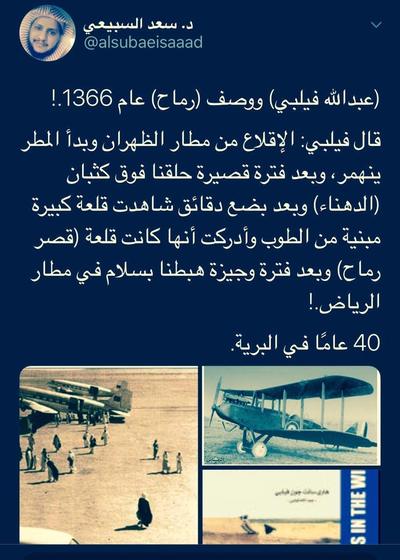 د. سعد السبيعي
@alsubaeisaaad
(عبدالله فيلبي) ووصف (رماح) عام 1366.!
قال فيلبي: الإقلاع من مطار الظهران وبدأ المطر
ينهمر، وبعد فترة قصيرة حلقنا فوق كثبان
(الدهناء) وبعد بضع دقائق شاهدت قلعة كبيرة
مبنية من الطوب وأدركت أنها كانت قلعة (قصر
رماح) وبعد فترة وجيزة هبطنا بسلام في مطار
الرياض.!
40 عامًا في البرية.
هاري سانت جون فيلبي
S IN THE WI